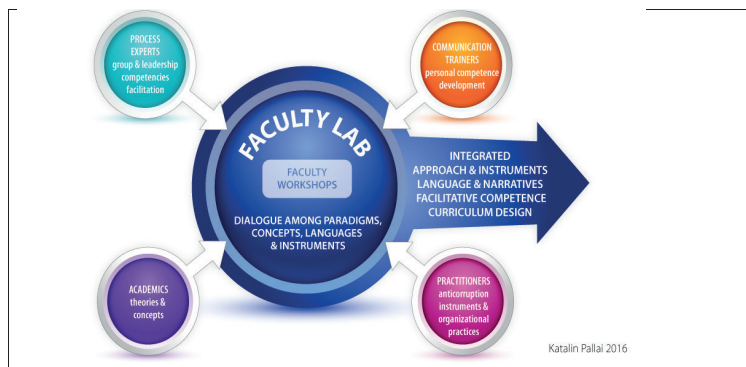 PROCESS
EXPERTS
group & leadership
competencies
facilitation
COMMUNICATION
TRAINERS
personal competence
development
FACULTY LAB
FACULTY
WORKSHOPS
DIALOGUE AMONG PARADIGMS,
CONCEPTS, LANGUAGES
& INSTRUMENTS
INTEGRATED
APPROACH & INSTRUMENTS
LANGUAGE & NARRATIVES
FACILITATIVE COMPETENCE
CURRICULUM DESIGN
ACADEMICS
theories &
concepts
PRACTITIONERS
anticorruption
instruments &
organizational
practices
Katalin Pallai 2016